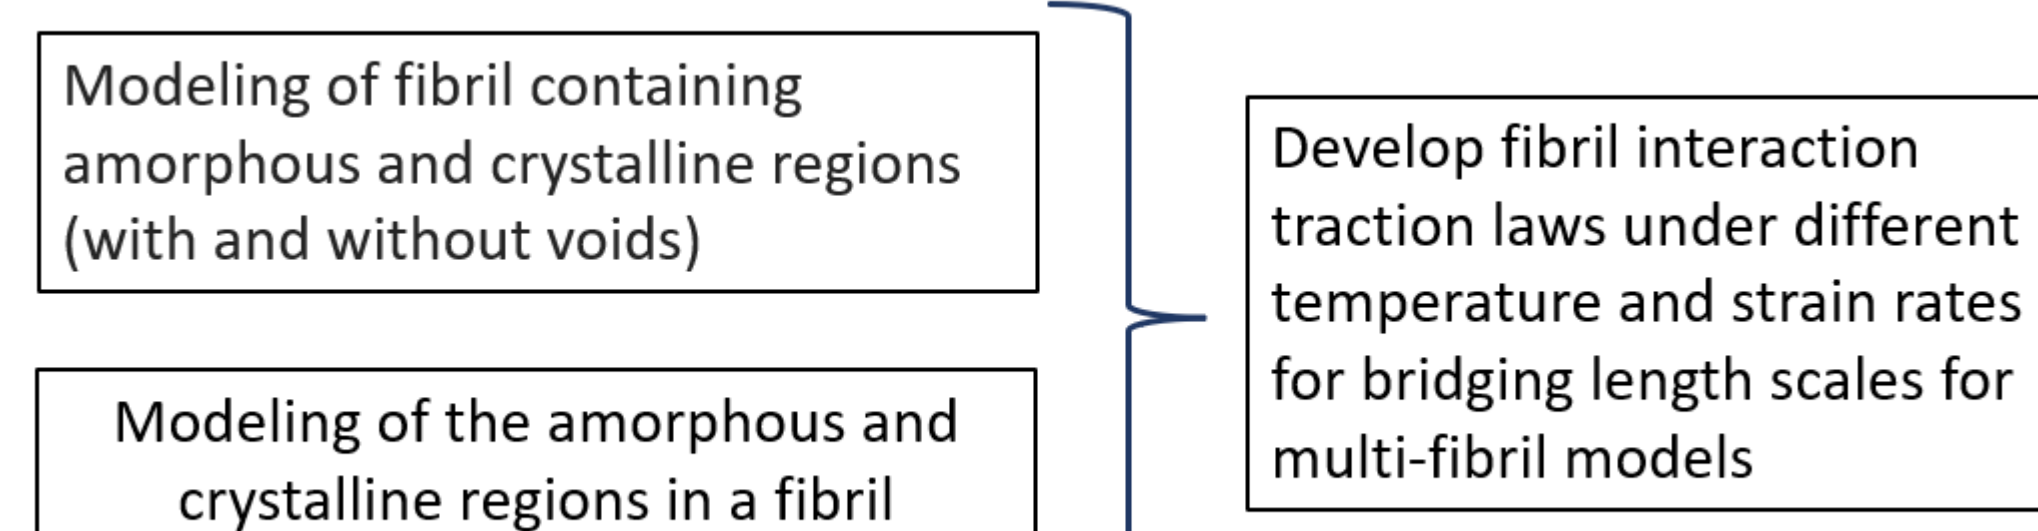 Modeling of fibril containing
amorphous and crystalline regions
(with and without voids)
Modeling of the amorphous and
crystalline regions in a fibril
Develop fibril interaction
traction laws under different
temperature and strain rates
for bridging length scales for
multi-fibril models